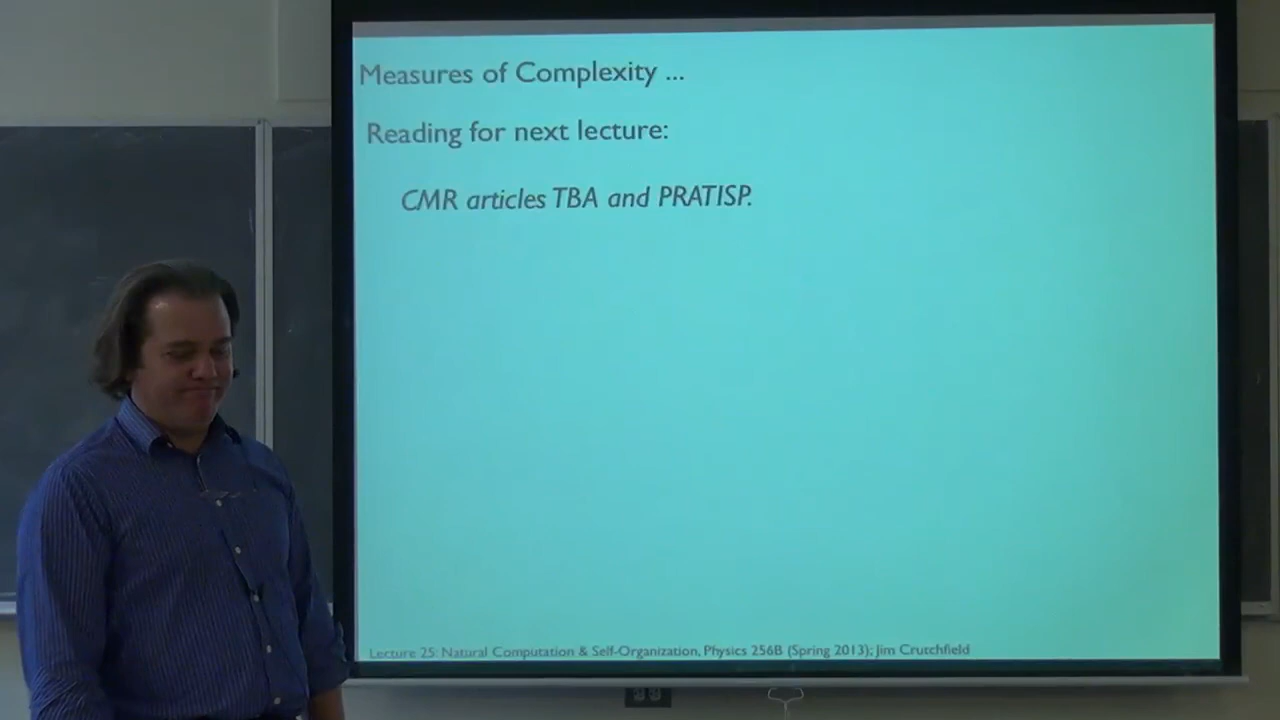 Measures of Complexity ...
Reading for next lecture:
CMR articles TBA and PRATISP.
Lecture 25: Natural Computation & Self-Organization, Physics 256B (Spring 2013); Jim Crutchfield